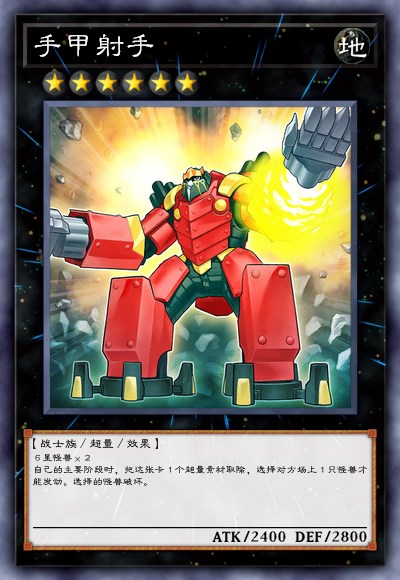 手甲射手
地
【战士族／超量／效果】
６星怪兽×２
自己的主要阶段时，把这张卡１个超量素材取除，选择对方场上１只怪兽才
能发动。选择的怪兽破坏。
ATK/2400 DEF/2800